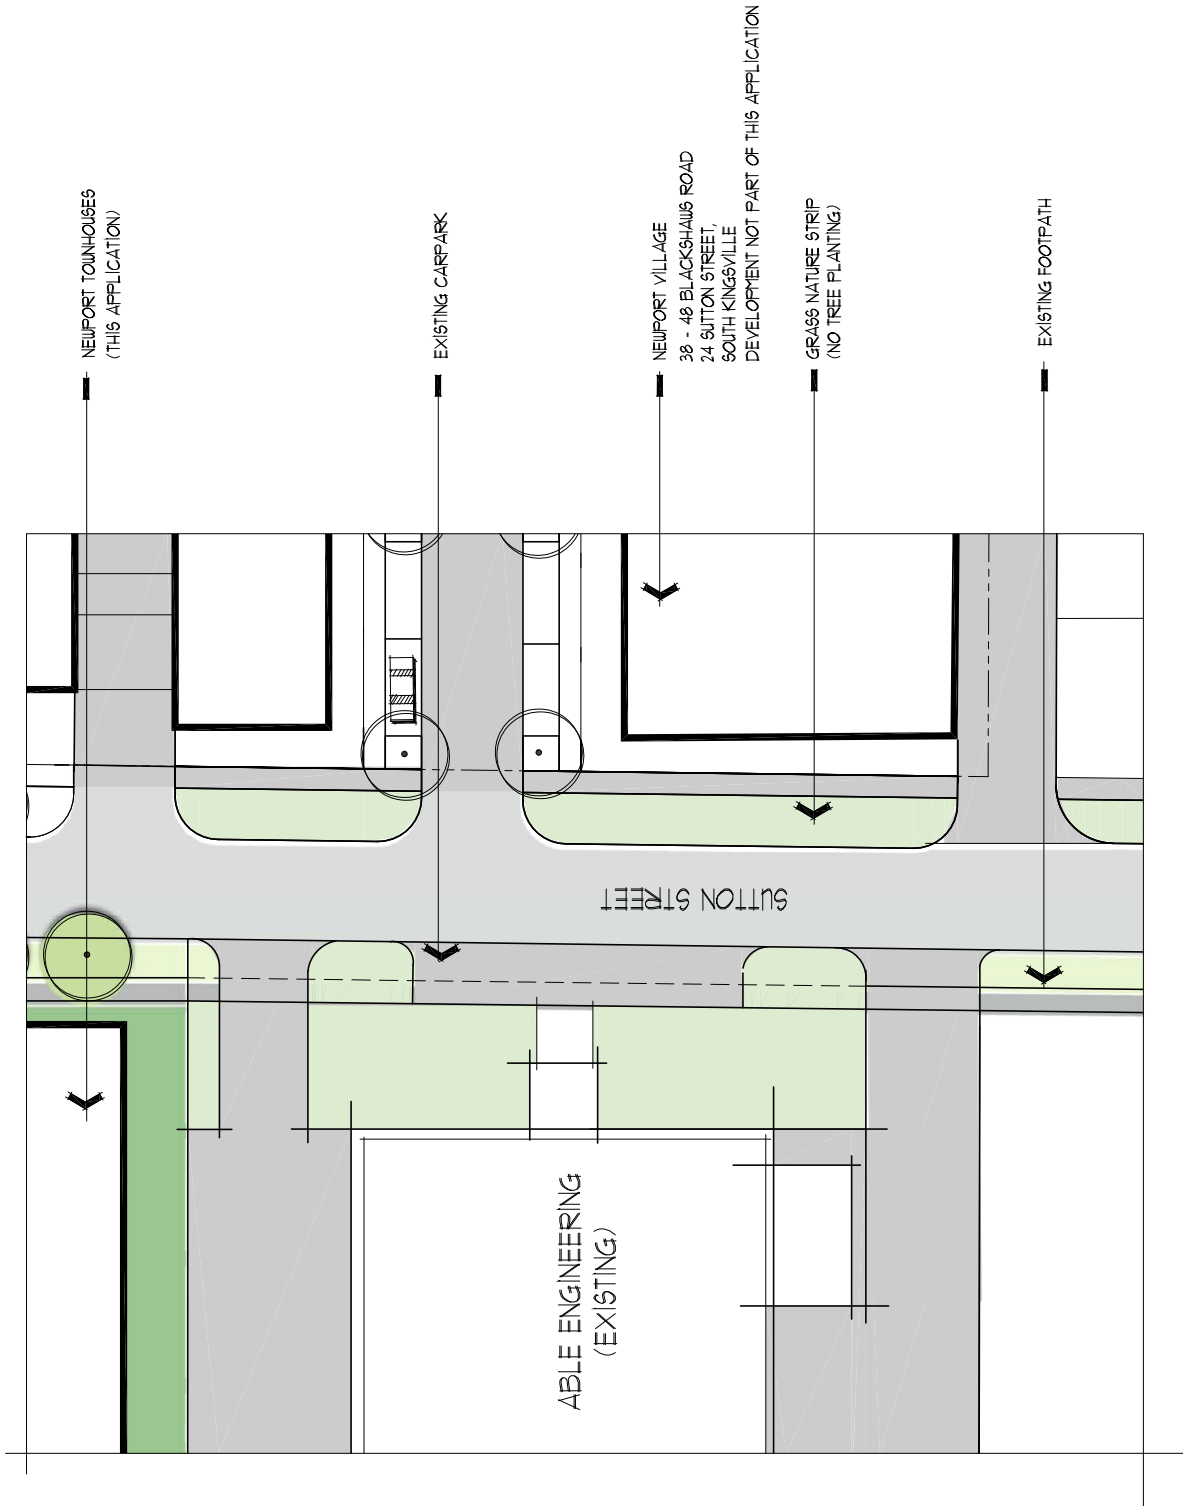 NEWPORT TOWNHOUSES
(THIS APPLICATION)
EXISTING CARPARK
NEWPORT VILLAGE
38 - 48 BLACKSHAWS ROAD
24 SUTTON STREET,
SOUTH KINGSVILLE
DEVELOPMENT NOT PART OF THIS APPLICATION
GRASS NATURE STRIP
(NO TREE PLANTING)
EXISTING FOOTPATH
SUTTON STREET
ABLE ENGINEERING
(EXISTING)